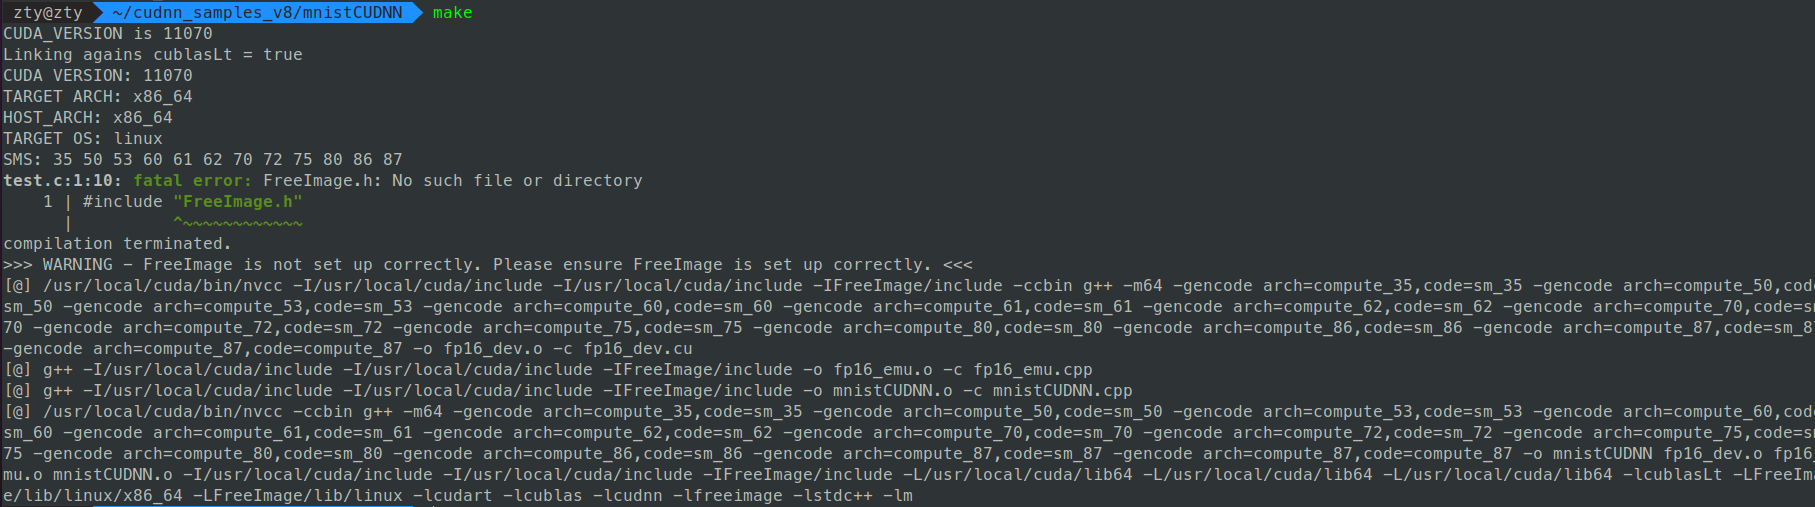 zty@zty ~/cudnn_samples_v8/mnistCUDNN make
CUDA_VERSION is 11070
Linking agains cublasLt = true
CUDA VERSION: 11070
TARGET ARCH: x86_64
HOST_ARCH: x86_64
TARGET OS: linux
SMS: 35 50 53 60 61 62 70 72 75 80 86 87
test.c:1:10: fatal error: FreeImage.h: No such file or directory
1 | #include "FreeImage.h"
| ^~~~~~~~~~~~~
compilation terminated.
>>> WARNING - FreeImage is not set up correctly. Please ensure FreeImage is set up correctly. <<<
[@] /usr/local/cuda/bin/nvcc -I/usr/local/cuda/include -I/usr/local/cuda/include -IFreeImage/include -ccbin g++ -m64 -gencode arch=compute_35,code=sm_35 -gencode arch=compute_50,cod
sm_50 -gencode arch=compute_53,code=sm_53 -gencode arch=compute_60,code=sm_60 -gencode arch=compute_61,code=sm_61 -gencode arch=compute_62,code=sm_62 -gencode arch=compute_70,code=s
70 -gencode arch=compute_72,code=sm_72 -gencode arch=compute_75,code=sm_75 -gencode arch=compute_80,code=sm_80 -gencode arch=compute_86,code=sm_86 -gencode arch=compute_87,code=sm_8
-gencode arch=compute_87,code=compute_87 -o fp16_dev.o -c fp16_dev.cu
[@] g++ -I/usr/local/cuda/include -I/usr/local/cuda/include -IFreeImage/include -o fp16_emu.o -c fp16_emu.cpp
[@] g++ -I/usr/local/cuda/include -I/usr/local/cuda/include -IFreeImage/include -o mnistCUDNN.o -c mnistCUDNN.cpp
[@] /usr/local/cuda/bin/nvcc -ccbin g++ -m64 -gencode arch=compute_35,code=sm_35 -gencode arch=compute_50,code=sm_50 -gencode arch=compute_53,code=sm_53 -gencode arch=compute_60,cod
sm_60 -gencode arch=compute_61,code=sm_61 -gencode arch=compute_62,code=sm_62 -gencode arch=compute_70,code=sm_70 -gencode arch=compute_72,code=sm_72 -gencode arch=compute_75,code=s
75 -gencode arch=compute_80,code=sm_80 -gencode arch=compute_86,code=sm_86 -gencode arch=compute_87,code=sm_87 -gencode arch=compute_87,code=compute_87 -o mnistCUDNN fp16_dev.o fp16
mu.o mnistCUDNN.o -I/usr/local/cuda/include -I/usr/local/cuda/include -IFreeImage/include -L/usr/local/cuda/lib64 -L/usr/local/cuda/lib64 -L/usr/local/cuda/lib64 -lcublasLt -LFreeIm
e/lib/linux/x86_64 -LFreeImage/lib/linux -lcudart -lcublas -lcudnn -lfreeimage -lstdc++ -lm